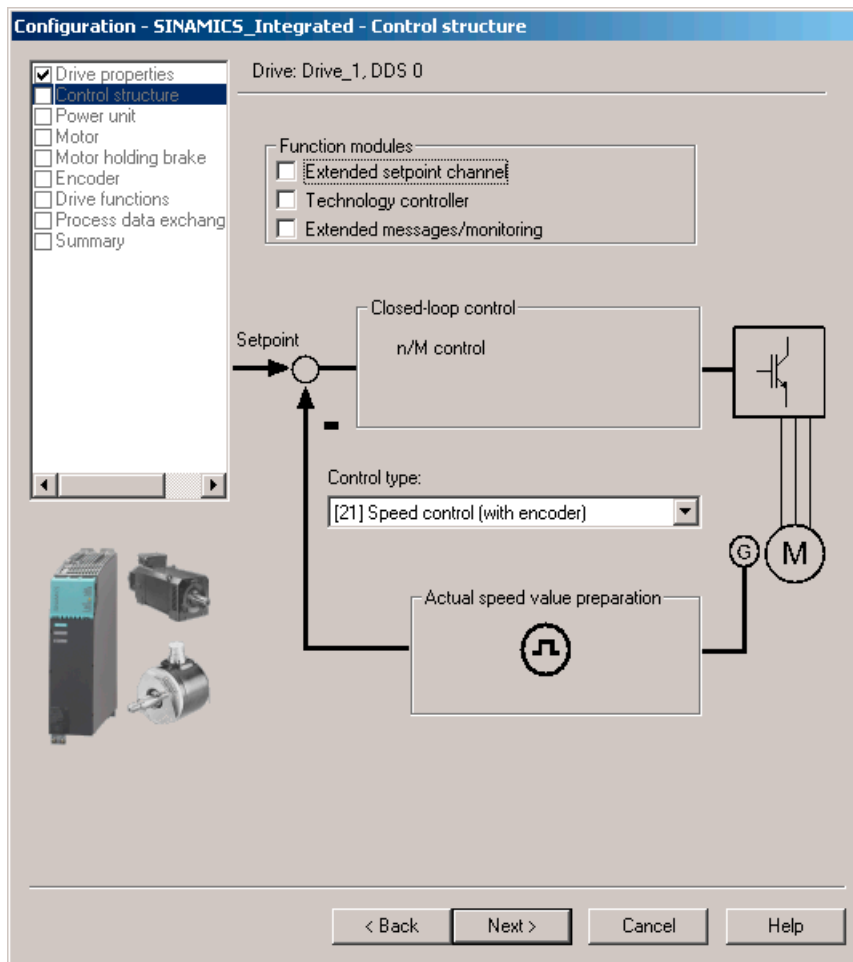 Configuration - SINAMICS_Integrated - Control structure
Drive properties
Control structure
Power unit
Motor
Motor holding brake
Encoder
Drive functions
Process data exchang
Summary
Drive: Drive_1, DDS 0
Function modules
Extended setpoint channel
Technology controller
Extended messages/monitoring
Setpoint
Closed-loop control
n/M control
Control type:
[21] Speed control (with encoder)
G
M
Actual speed value preparation
< Back
Next >
Cancel
Help